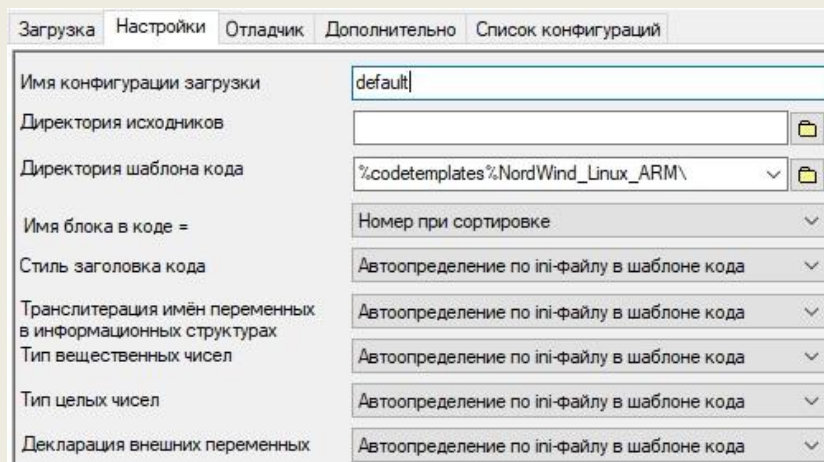 Загрузка Настройки Отладчик Дополнительно Список конфигураций
Имя конфигурации загрузки default
Директория исходников
Директория шаблона кода %codetemplates%NordWind_Linux_ARM\
Имя блока в коде = Номер при сортировке
Стиль заголовка кода Автоопределение по ini-файлу в шаблоне кода
Транслитерация имён переменных
в информационных структурах Автоопределение по ini-файлу в шаблоне кода
Тип вещественных чисел Автоопределение по ini-файлу в шаблоне кода
Тип целых чисел Автоопределение по ini-файлу в шаблоне кода
Декларация внешних переменных Автоопределение по ini-файлу в шаблоне кода